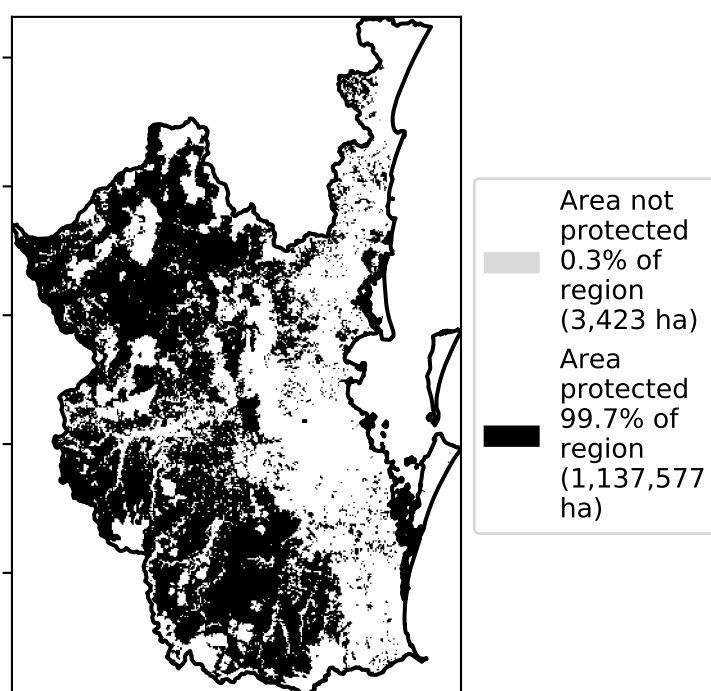 Area not
protected
0.3% of
region
(3,423 ha)
Area
protected
99.7% of
region
(1,137,577
ha)